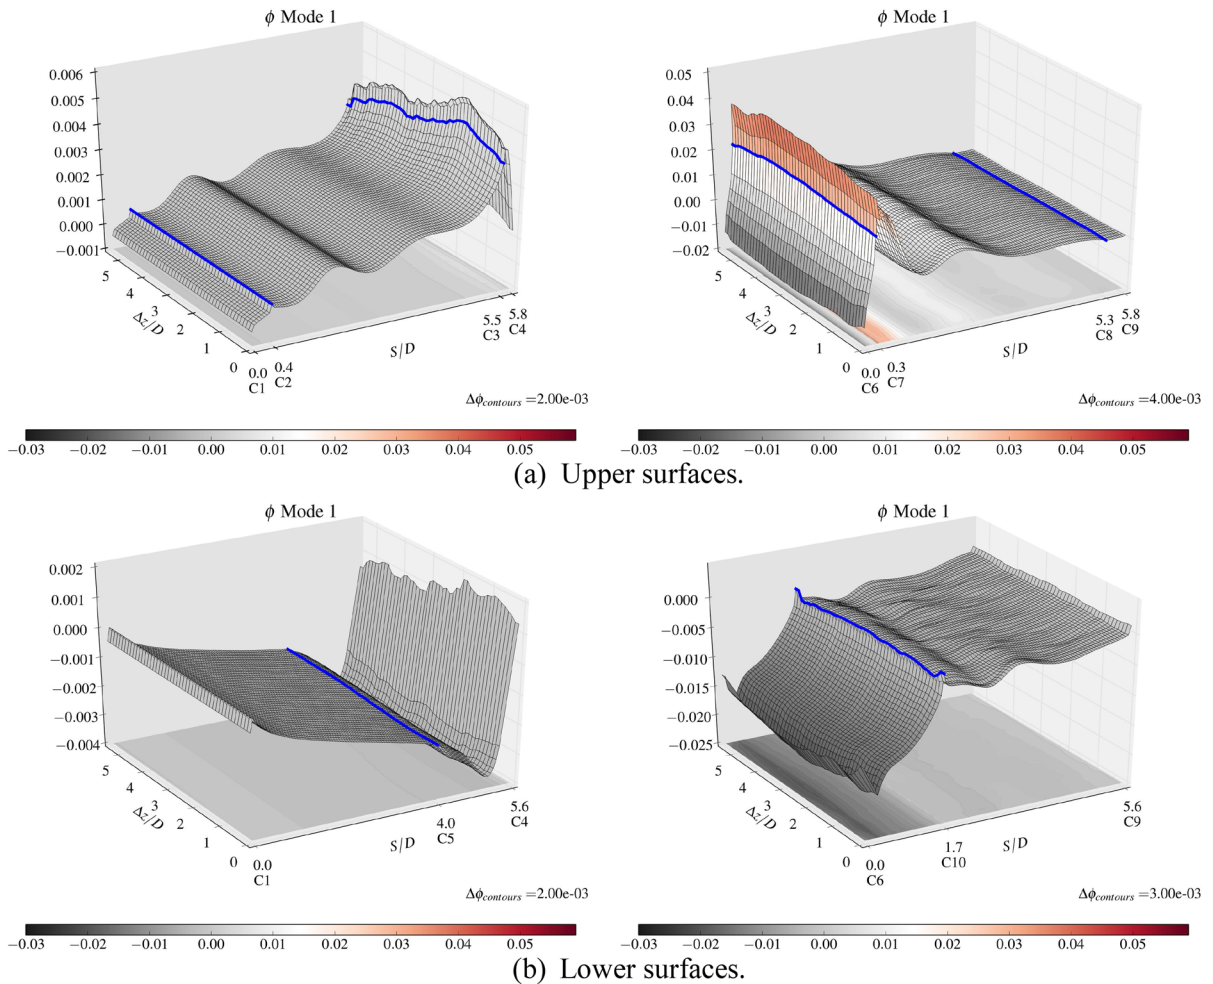 ϕ Mode 1
0.006
0.005
0.004
0.003
0.002
0.001
0.000
−0.001
5
4
3
2
1
0
Δz/D
0.0 0.4 5.5 5.8
C1 C2 C3 C4
S/D
Δϕcontours =2.00e-03
−0.03 −0.02 −0.01 0.00 0.01 0.02 0.03 0.04 0.05
ϕ Mode 1
0.05
0.04
0.03
0.02
0.01
0.00
−0.01
−0.02
5
4
3
2
1
0
Δz/D
0.0 0.3 5.3 5.8
C6 C7 C8 C9
S/D
Δϕcontours =4.00e-03
−0.03 −0.02 −0.01 0.00 0.01 0.02 0.03 0.04 0.05
(a) Upper surfaces.
ϕ Mode 1
0.002
0.001
0.000
−0.001
−0.002
−0.003
−0.004
5
4
3
2
1
0
Δz/D
0.0 4.0 5.6
C1 C5 C4
S/D
Δϕcontours =2.00e-03
−0.03 −0.02 −0.01 0.00 0.01 0.02 0.03 0.04 0.05
ϕ Mode 1
0.000
−0.005
−0.010
−0.015
−0.020
−0.025
5
4
3
2
1
0
Δz/D
0.0 1.7 5.6
C6 C10 C9
S/D
Δϕcontours =3.00e-03
−0.03 −0.02 −0.01 0.00 0.01 0.02 0.03 0.04 0.05
(b) Lower surfaces.